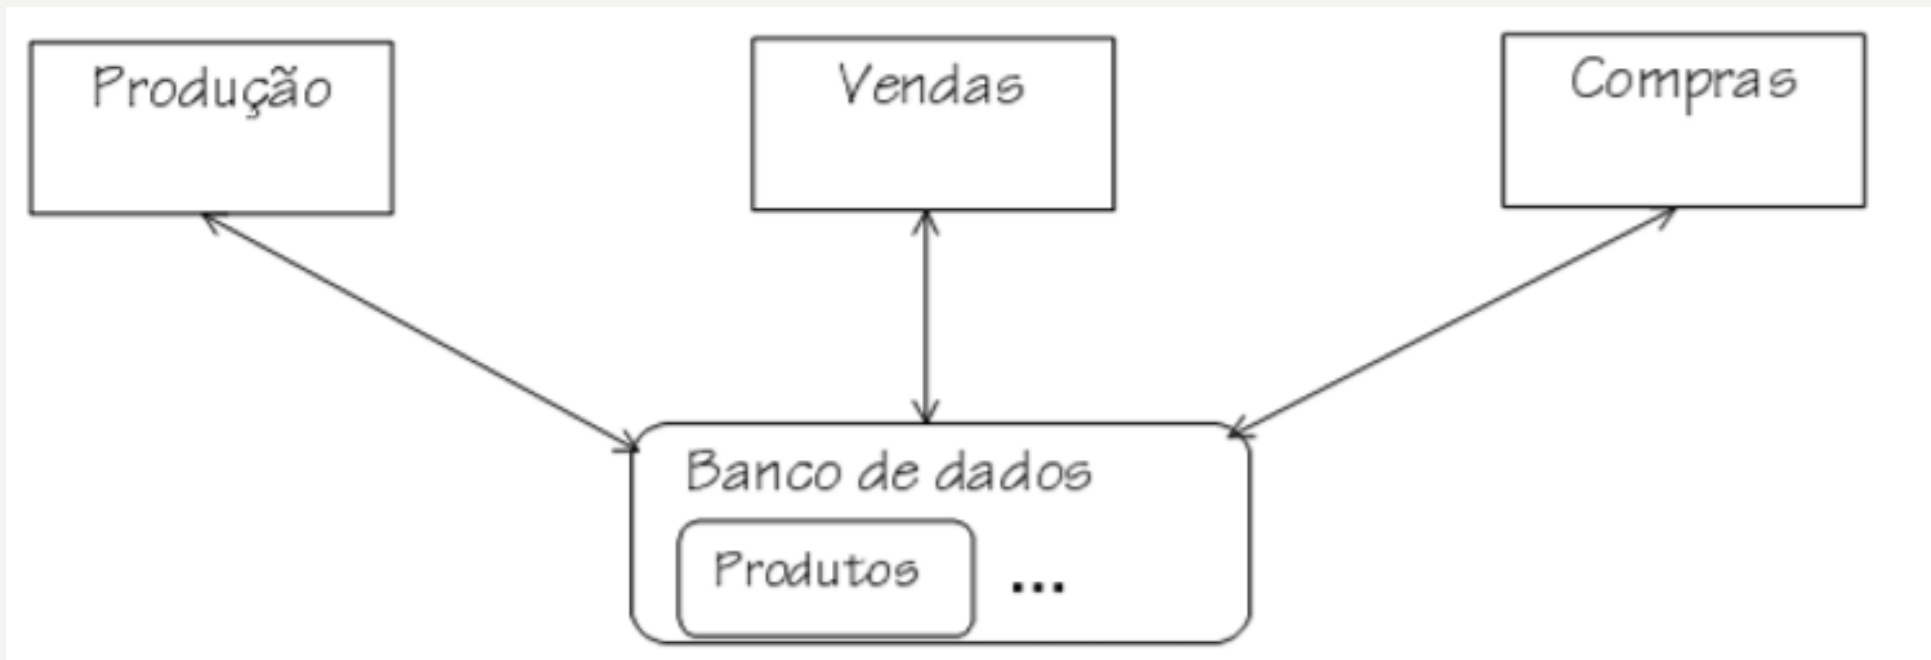 Produção
Vendas
Compras
Banco de dados
Produtos
...